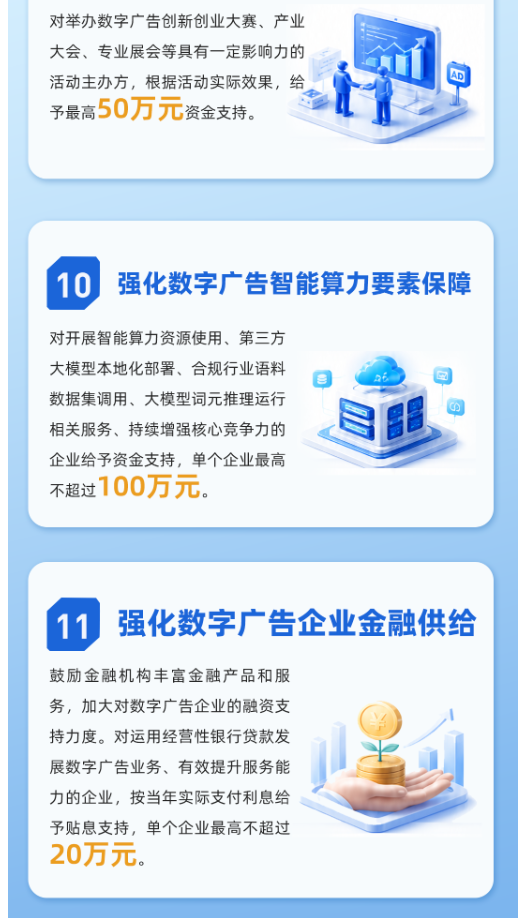 对举办数字广告创新创业大赛、产业
大会、专业展会等具有一定影响力的
活动主办方，根据活动实际效果，给
予最高50万元资金支持。
AD
10 强化数字广告智能算力要素保障
对开展智能算力资源使用、第三方
大模型本地化部署、合规行业语料
数据集调用、大模型词元推理运行
相关服务、持续增强核心竞争力的
企业给予资金支持，单个企业最高
不超过100万元。
11 强化数字广告企业金融供给
鼓励金融机构丰富金融产品和服
务，加大对数字广告企业的融资支
持力度。对运用经营性银行贷款发
展数字广告业务、有效提升服务能
力的企业，按当年实际支付利息给
予贴息支持，单个企业最高不超过
20万元。